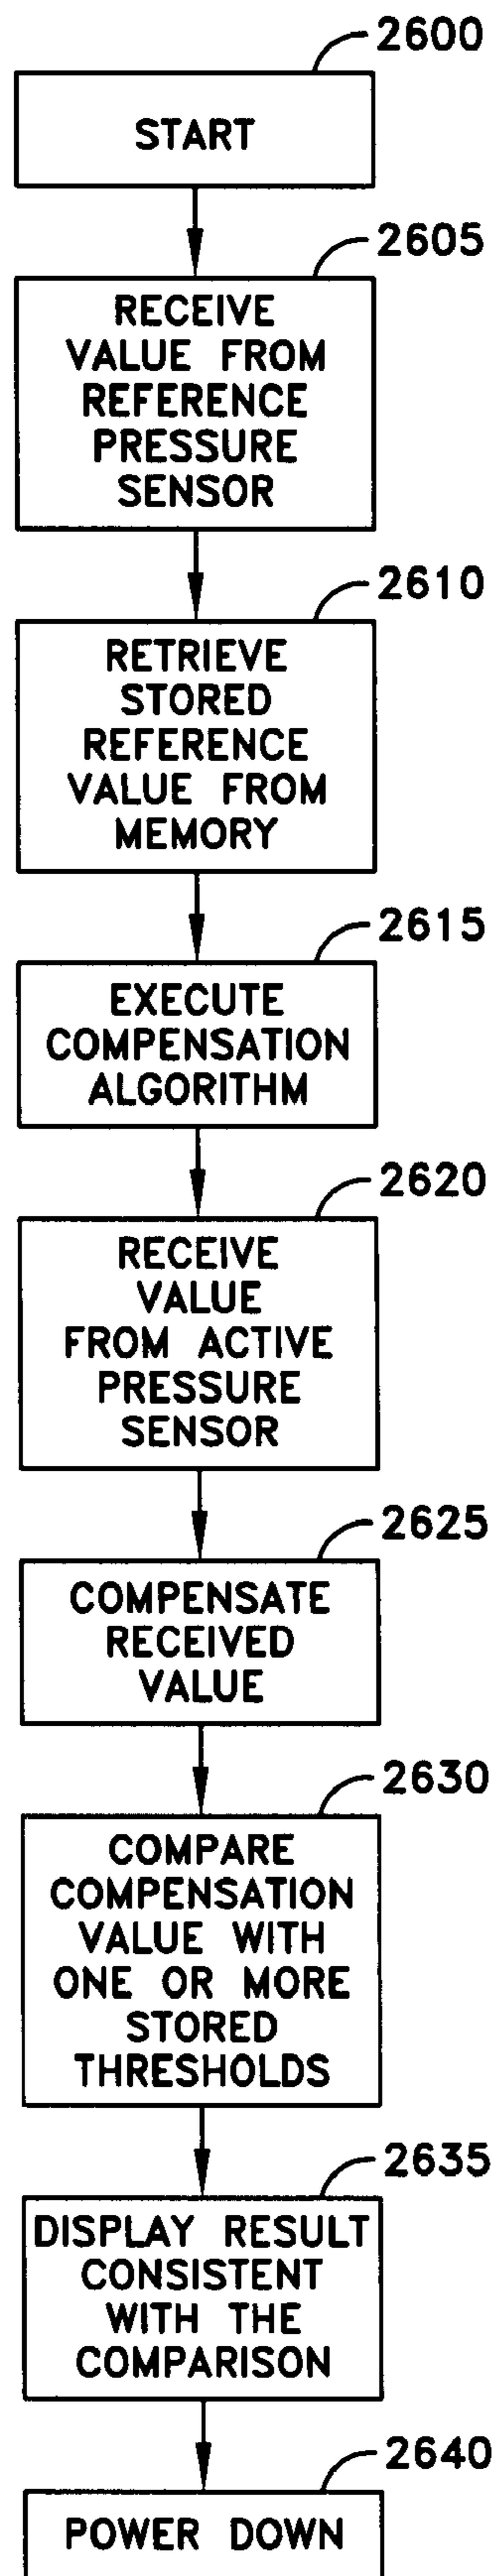 2600
START
2605
RECEIVE
VALUE FROM
REFERENCE
PRESSURE
SENSOR
2610
RETRIEVE
STORED
REFERENCE
VALUE FROM
MEMORY
2615
EXECUTE
COMPENSATION
ALGORITHM
2620
RECEIVE
VALUE
FROM ACTIVE
PRESSURE
SENSOR
2625
COMPENSATE
RECEIVED
VALUE
2630
COMPARE
COMPENSATION
VALUE WITH
ONE OR MORE
STORED
THRESHOLDS
2635
DISPLAY RESULT
CONSISTENT
WITH THE
COMPARISON
2640
POWER DOWN